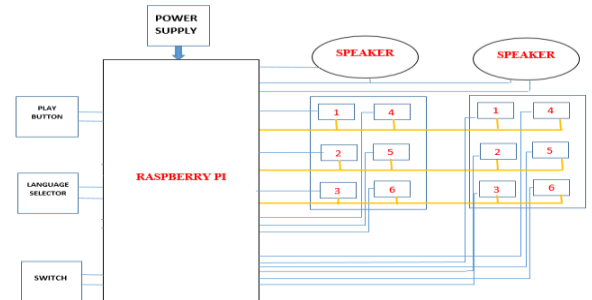 POWER
SUPPLY
SPEAKER
SPEAKER
PLAY
BUTTON
LANGUAGE
SELECTOR
SWITCH
RASPBERRY PI
1
4
2
5
3
6
1
4
2
5
3
6